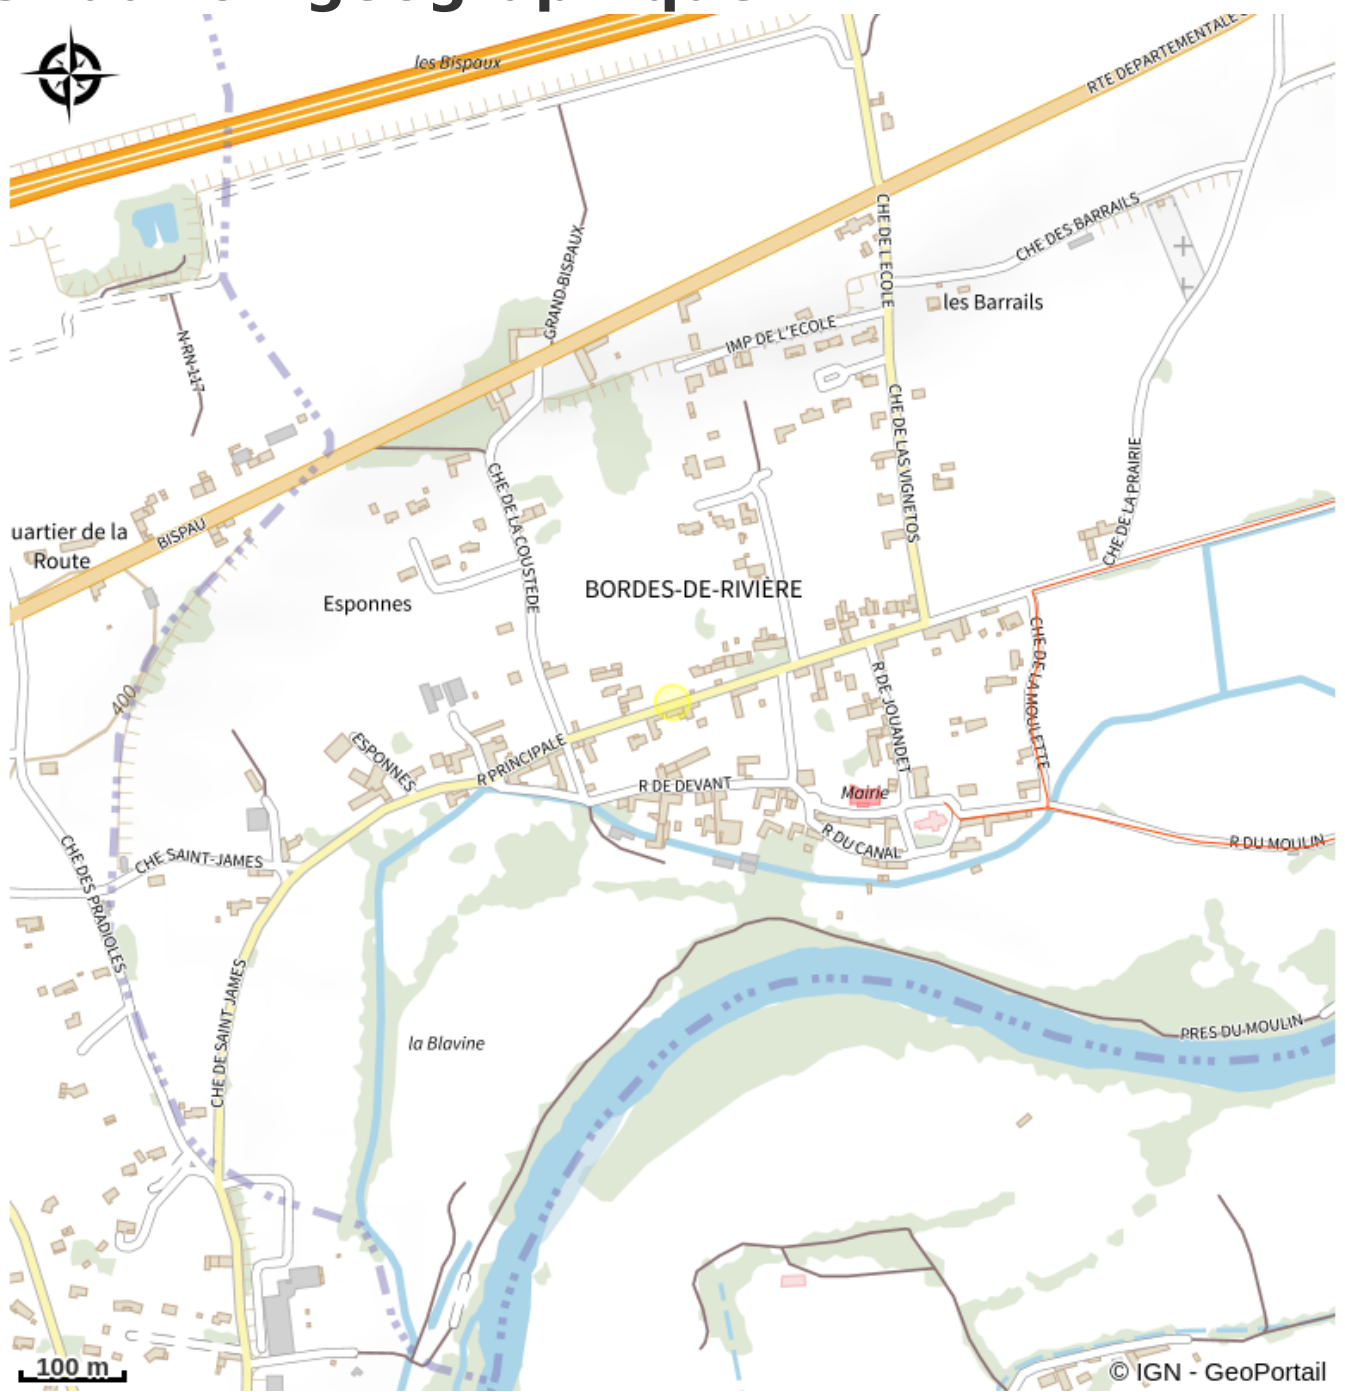 les Bispaux
RTE DEPARTEMENTALE
CHE DE L'ECOLE
CHE DES BARRAILS
GRAND-BISPAUX
les Barrails
IMP DE L'ECOLE
N-RN-117
CHE DE LAS VIGNETOS
CHE DE LA PRAIRIE
CHE DE LA COUSTEDE
uartier de la
Route
BISPAU
Esponnes
BORDES-DE-RIVIÈRE
CHE DE LA MOULETTE
R DE JOUANDET
400
ESPONNES
R PRINCIPALE
R DE DEVANT
Mairie
R DU CANAL
R DU MOULIN
CHE SAINT-JAMES
CHE DES PRADIOLES
CHE DE SAINT-JAMES
la Blavine
PRES-DU-MOULIN
100 m
© IGN - GeoPortail